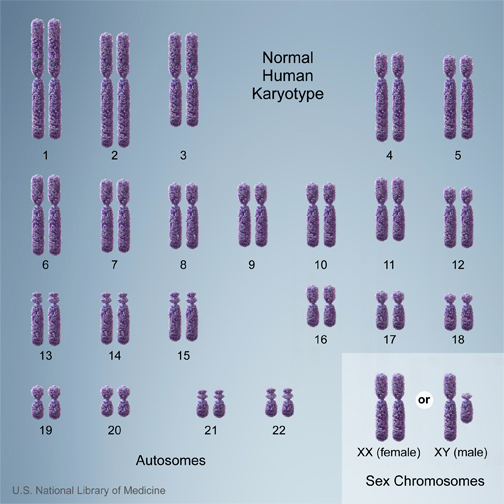 Normal
Human
Karyotype
1 2 3 4 5
6 7 8 9 10 11 12
13 14 15 16 17 18
19 20 21 22
or
XX (female) XY (male)
Autosomes
Sex Chromosomes
U.S. National Library of Medicine